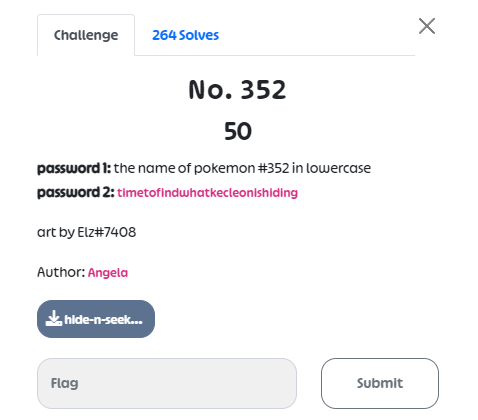 Challenge
264 Solves
No. 352
50
password 1: the name of pokemon #352 in lowercase
password 2: timetofindwhatkecleonishiding
art by Elz#7408
Author: Angela
hide-n-seek...
Flag
Submit